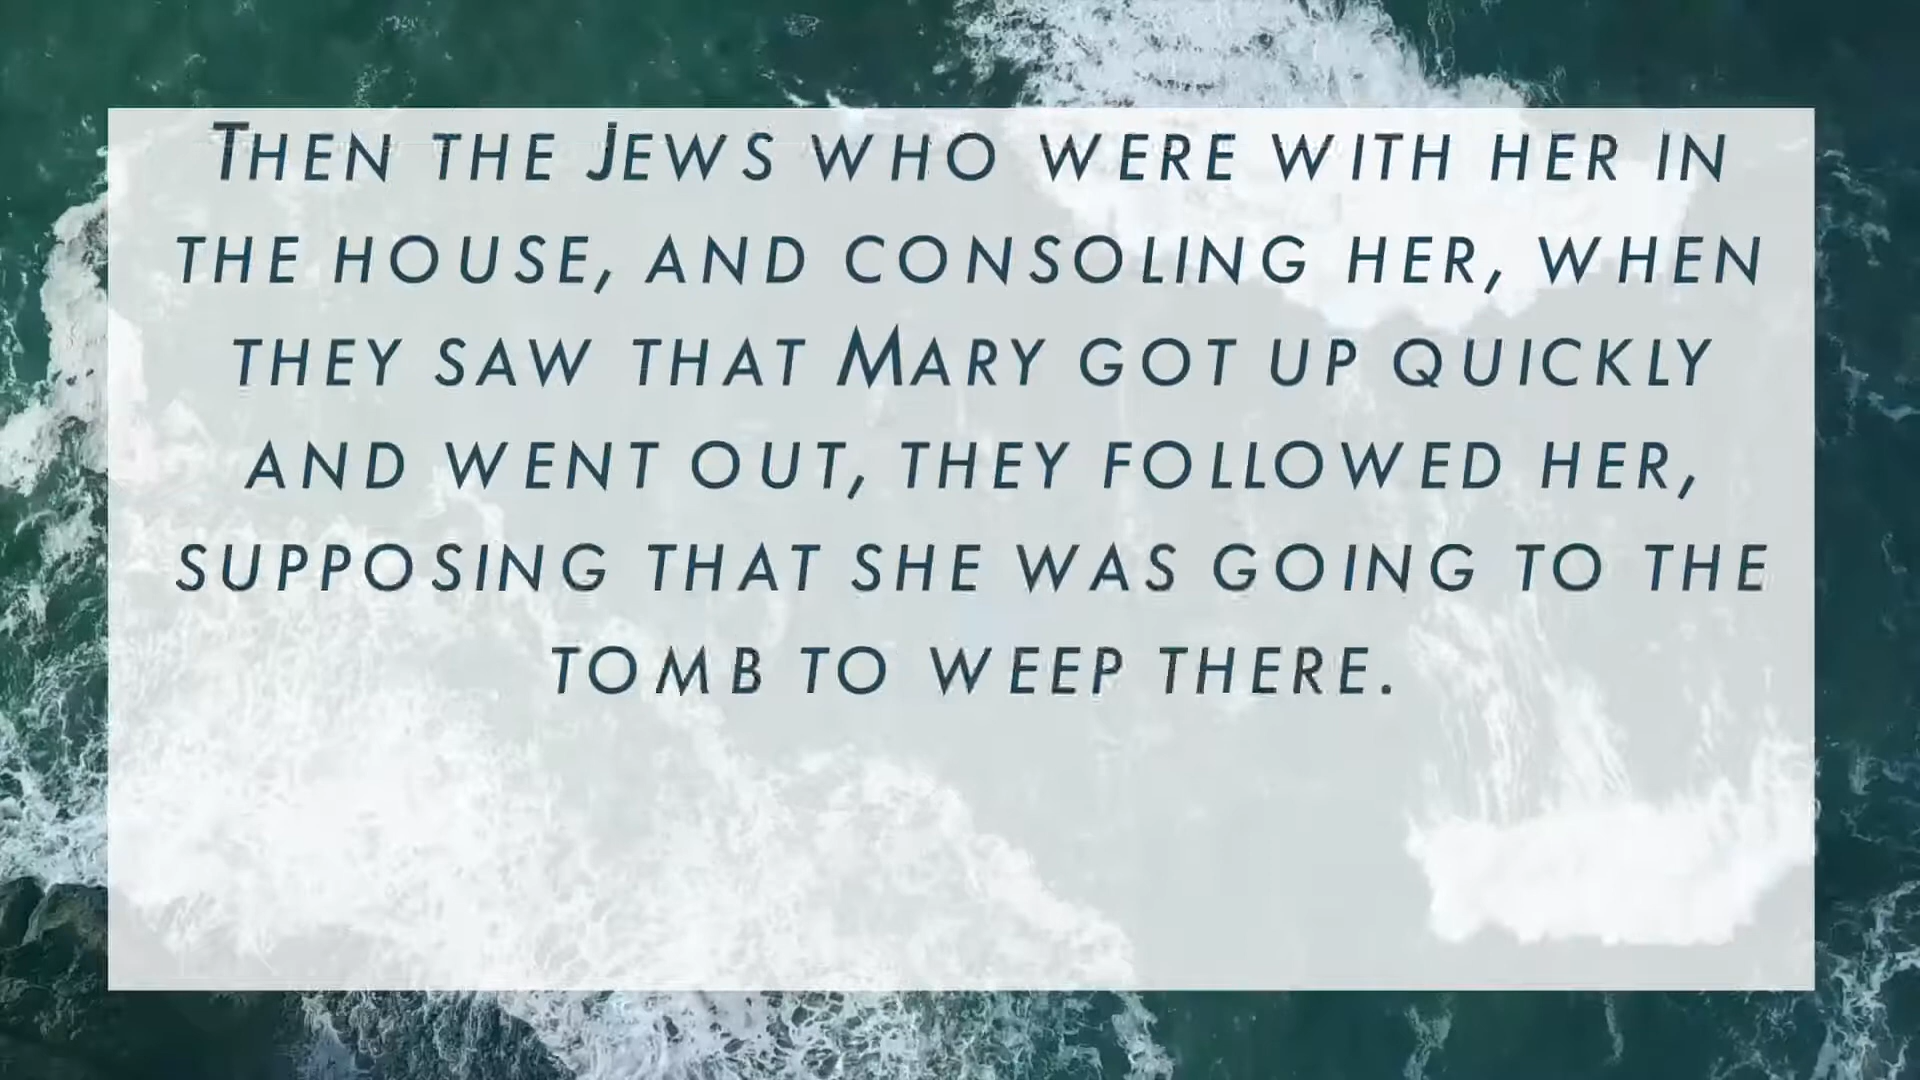 Then the Jews who were with her in
the house, and consoling her, when
they saw that Mary got up quickly
and went out, they followed her,
supposing that she was going to the
tomb to weep there.